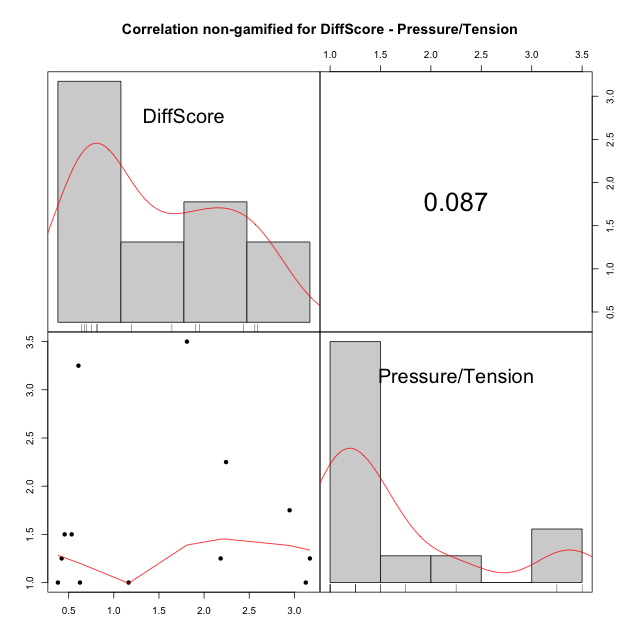 Correlation non-gamified for DiffScore - Pressure/Tension
1.0 1.5 2.0 2.5 3.0 3.5
DiffScore
0.087
3.0
2.5
2.0
1.5
1.0
0.5
3.5
3.0
2.5
2.0
1.5
1.0
Pressure/Tension
0.5 1.0 1.5 2.0 2.5 3.0